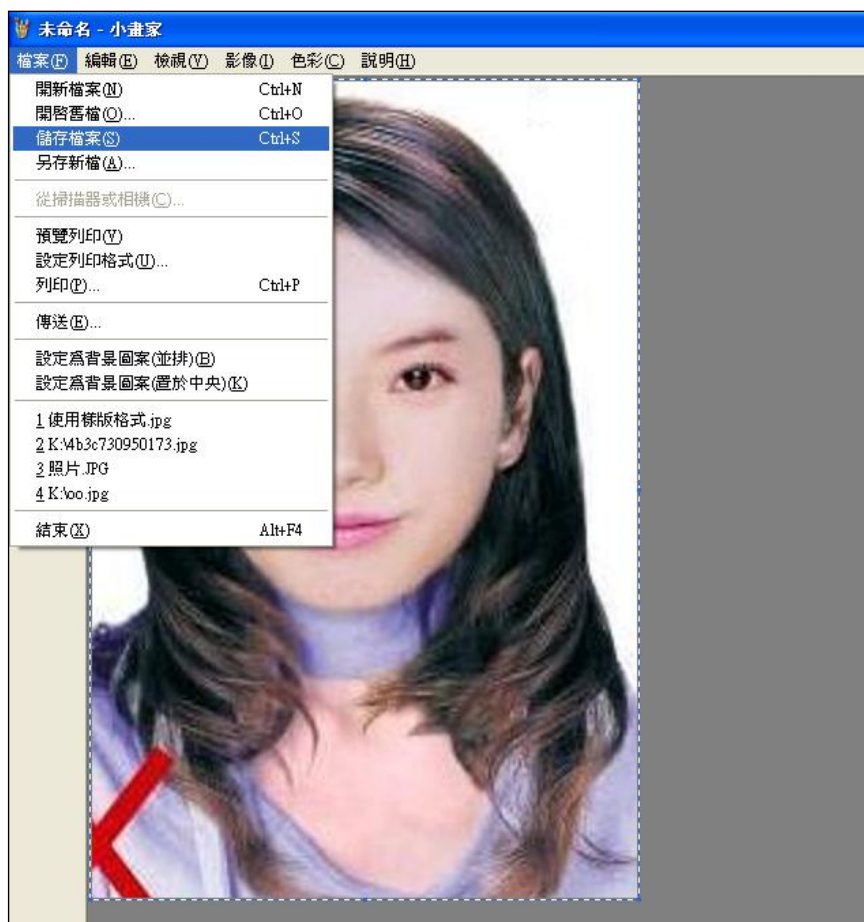 未命名 - 小畫家
檔案(F) 編輯(E) 檢視(V) 影像(I) 色彩(C) 說明(H)
開新檔案(N) Ctrl+N
開啓舊檔(O)... Ctrl+O
儲存檔案(S) Ctrl+S
另存新檔(A)...
從掃描器或相機(C)...
預覽列印(V)
設定列印格式(U)...
列印(P)... Ctrl+P
傳送(E)...
設定爲背景圖案(並排)(B)
設定爲背景圖案(置於中央)(K)
1 使用樣版格式.jpg
2 K:\4b3c730950173.jpg
3 照片.JPG
4 K:\oo.jpg
結束(X) Alt+F4